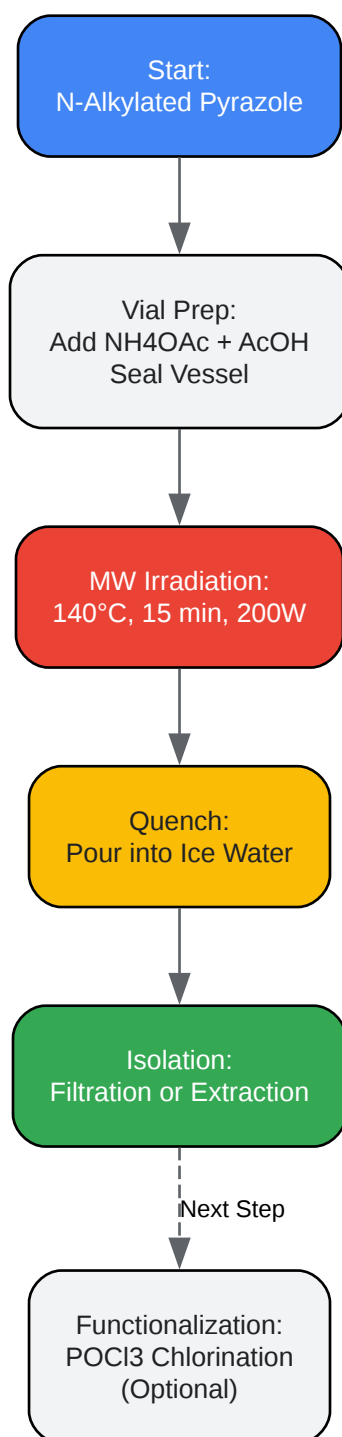 Start:
N-Alkylated Pyrazole
Vial Prep:
Add NH4OAc + AcOH
Seal Vessel
MW Irradiation:
140°C, 15 min, 200W
Quench:
Pour into Ice Water
Isolation:
Filtration or Extraction
Next Step
Functionalization:
POCl3 Chlorination
(Optional)